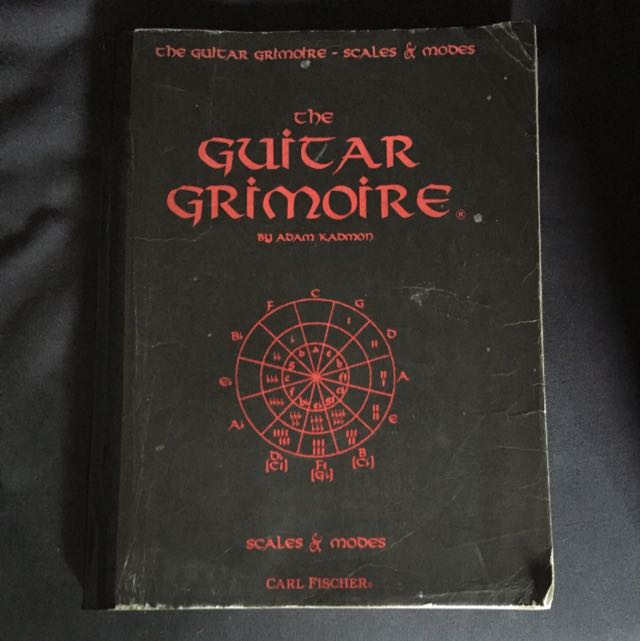 The Guitar Grimoire - Scales & Modes
The
Guitar
Grimoire®
By Adam Kadmon
C
F G
B♭ D
E♭ A
A♭ E
D♭ B
[C♯] F♯ [C♭]
[G♭]
Scales & Modes
CARL FISCHER®